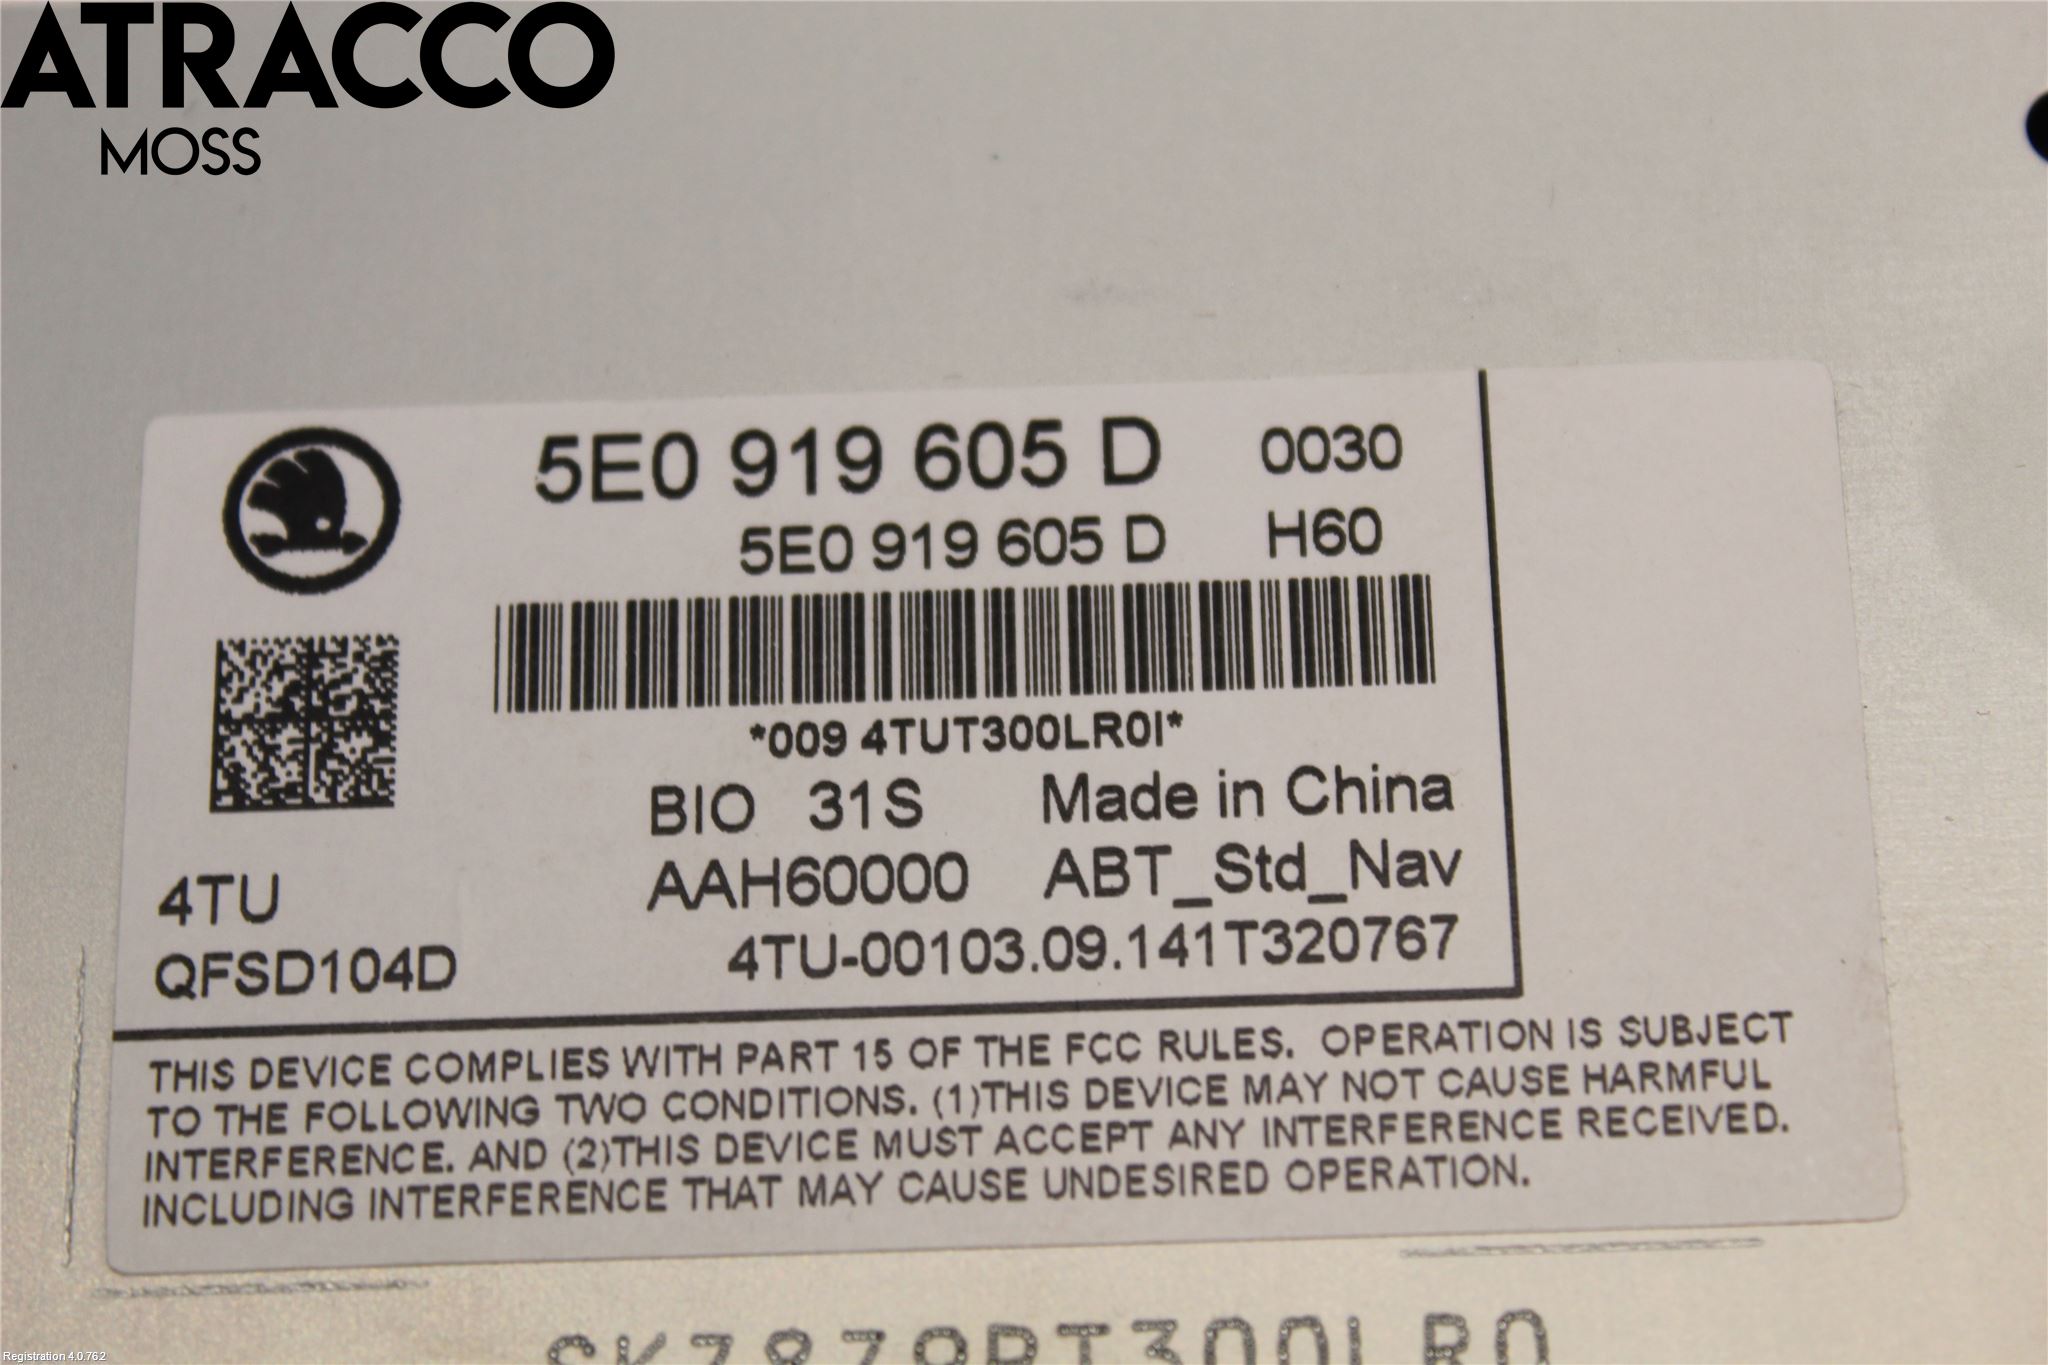 ATRACCO
MOSS
5E0 919 605 D 0030
5E0 919 605 D H60
*009 4TUT300LR0I*
BIO 31S Made in China
AAH60000 ABT_Std_Nav
4TU
4TU-00103.09.141T320767
QFSD104D
THIS DEVICE COMPLIES WITH PART 15 OF THE FCC RULES. OPERATION IS SUBJECT
TO THE FOLLOWING TWO CONDITIONS. (1)THIS DEVICE MAY NOT CAUSE HARMFUL
INTERFERENCE. AND (2)THIS DEVICE MUST ACCEPT ANY INTERFERENCE RECEIVED.
INCLUDING INTERFERENCE THAT MAY CAUSE UNDESIRED OPERATION.
Registration 4.0.762